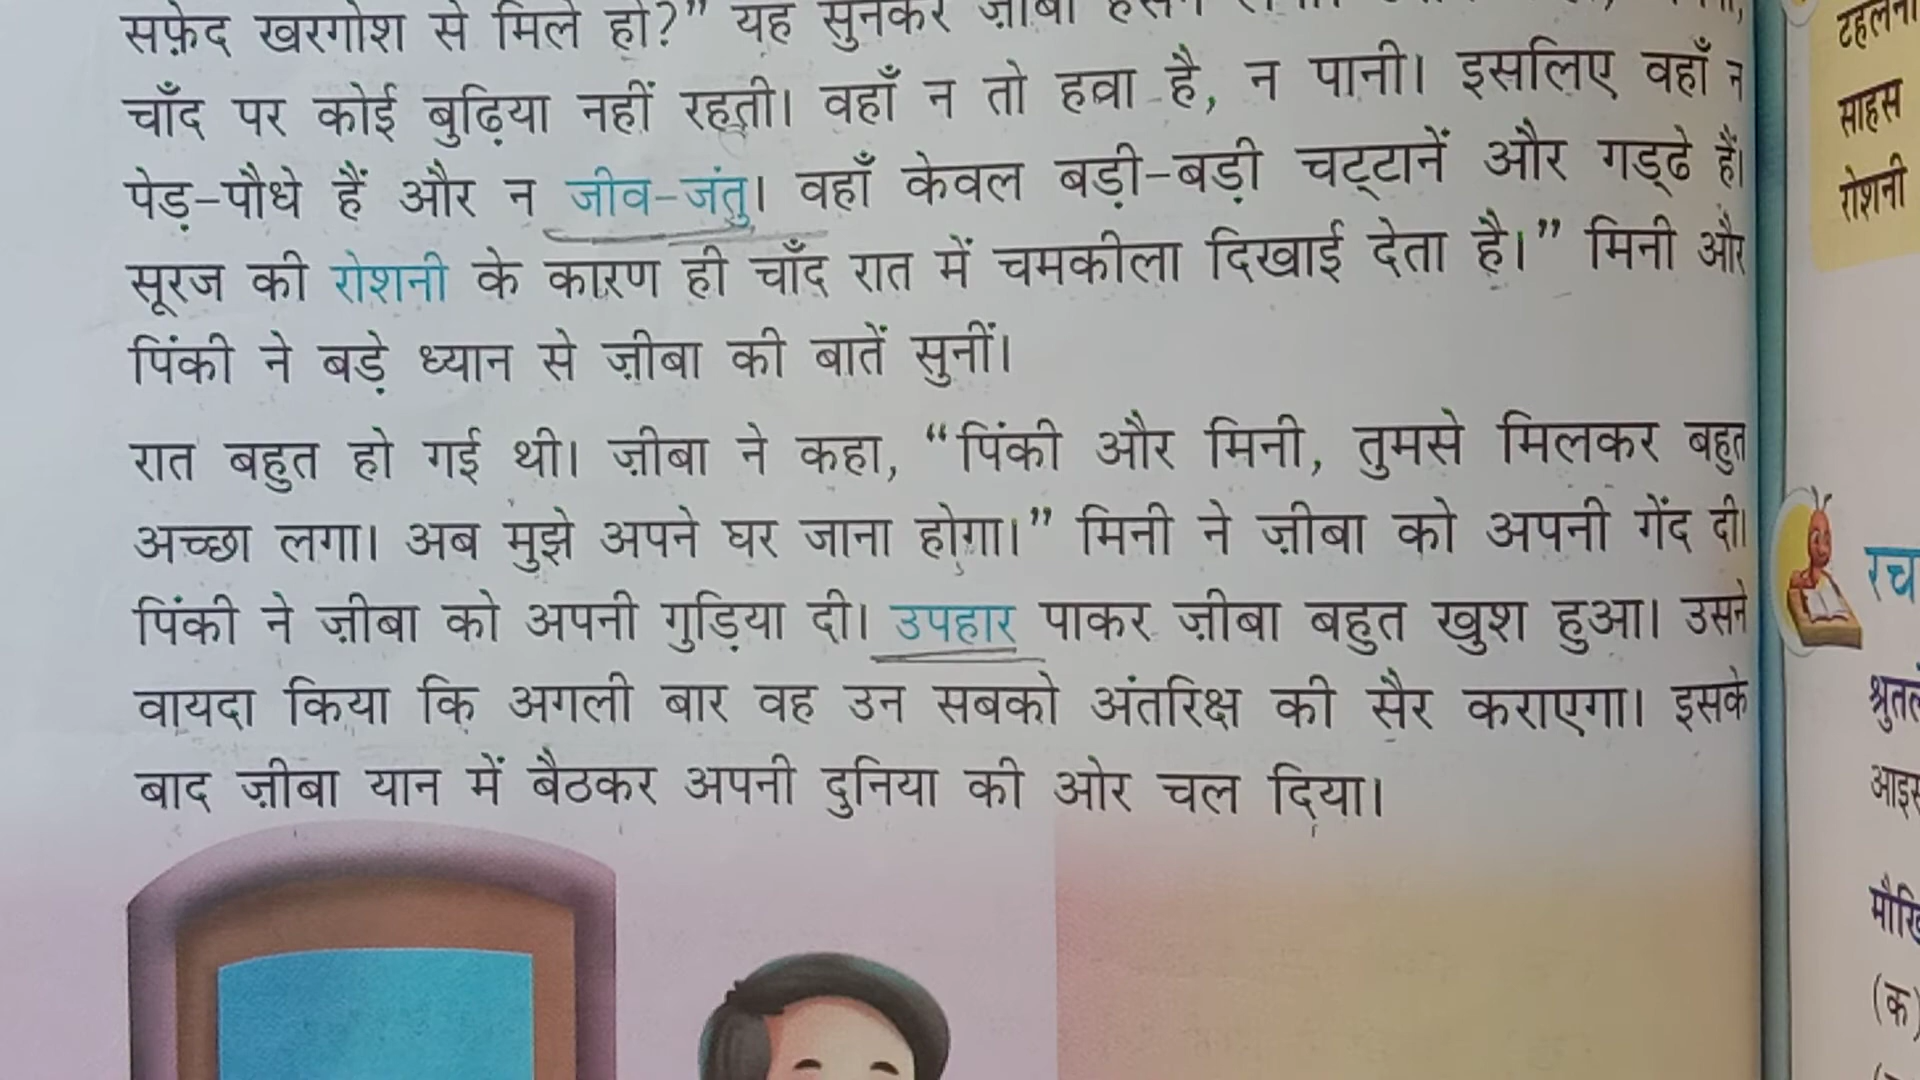 सफ़ेद खरगोश से मिले हो?” यह सुनकर ज़ीबा
चाँद पर कोई बुढ़िया नहीं रहती। वहाँ न तो हवा है, न पानी। इसलिए वहाँ न
पेड़-पौधे हैं और न जीव-जंतु। वहाँ केवल बड़ी-बड़ी चट्टानें और गड्ढे हैं।
सूरज की रोशनी के कारण ही चाँद रात में चमकीला दिखाई देता है।” मिनी और
पिंकी ने बड़े ध्यान से ज़ीबा की बातें सुनीं।
रात बहुत हो गई थी। ज़ीबा ने कहा, “पिंकी और मिनी, तुमसे मिलकर बहुत
अच्छा लगा। अब मुझे अपने घर जाना होगा।” मिनी ने ज़ीबा को अपनी गेंद दी।
पिंकी ने ज़ीबा को अपनी गुड़िया दी। उपहार पाकर ज़ीबा बहुत खुश हुआ। उसने
वायदा किया कि अगली बार वह उन सबको अंतरिक्ष की सैर कराएगा। इसके
बाद ज़ीबा यान में बैठकर अपनी दुनिया की ओर चल दिया।
टहलना
साहस
रोशनी
(क)